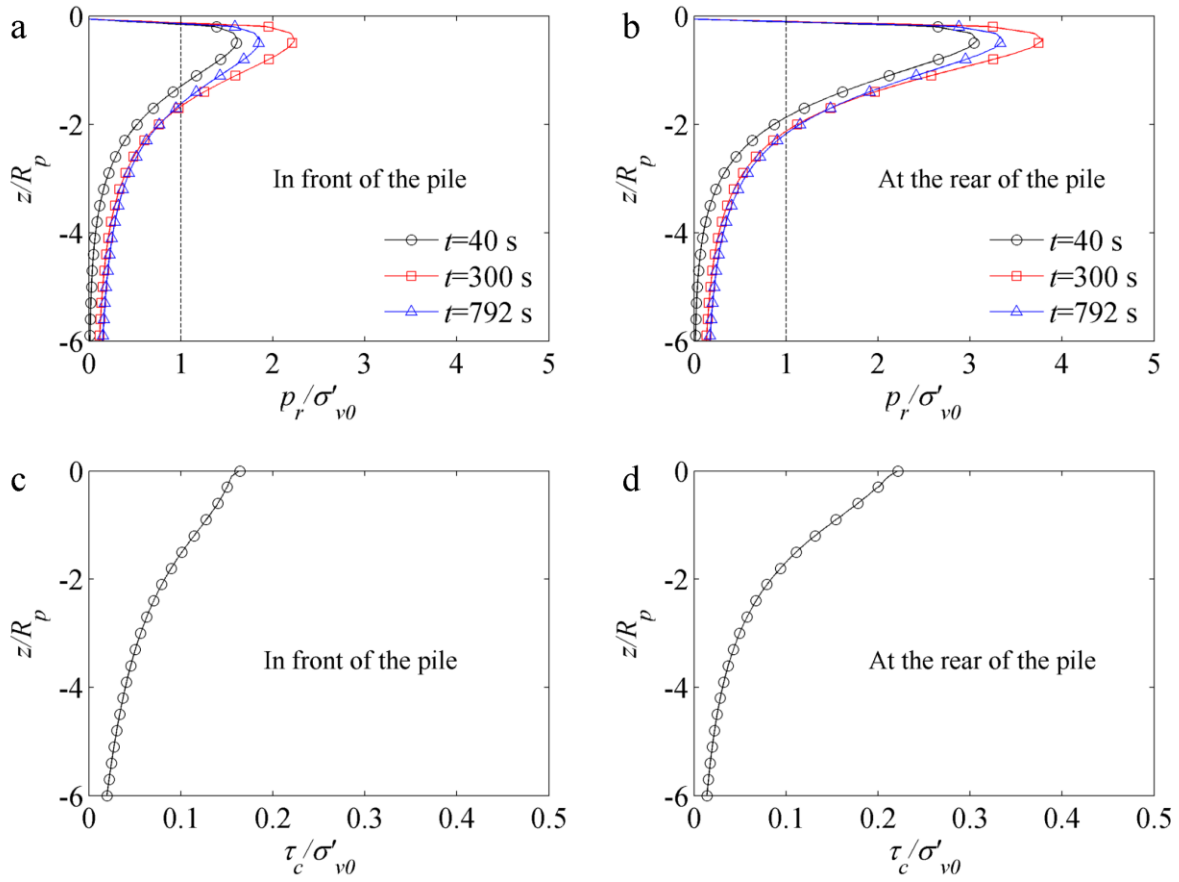 a
0
-2
-4
-6
z/R_p
In front of the pile
t=40 s
t=300 s
t=792 s
0 1 2 3 4 5
p_r/σ′_v0
b
0
-2
-4
-6
z/R_p
At the rear of the pile
t=40 s
t=300 s
t=792 s
0 1 2 3 4 5
p_r/σ′_v0
c
0
-2
-4
-6
z/R_p
In front of the pile
0 0.1 0.2 0.3 0.4 0.5
τ_c/σ′_v0
d
0
-2
-4
-6
z/R_p
At the rear of the pile
0 0.1 0.2 0.3 0.4 0.5
τ_c/σ′_v0